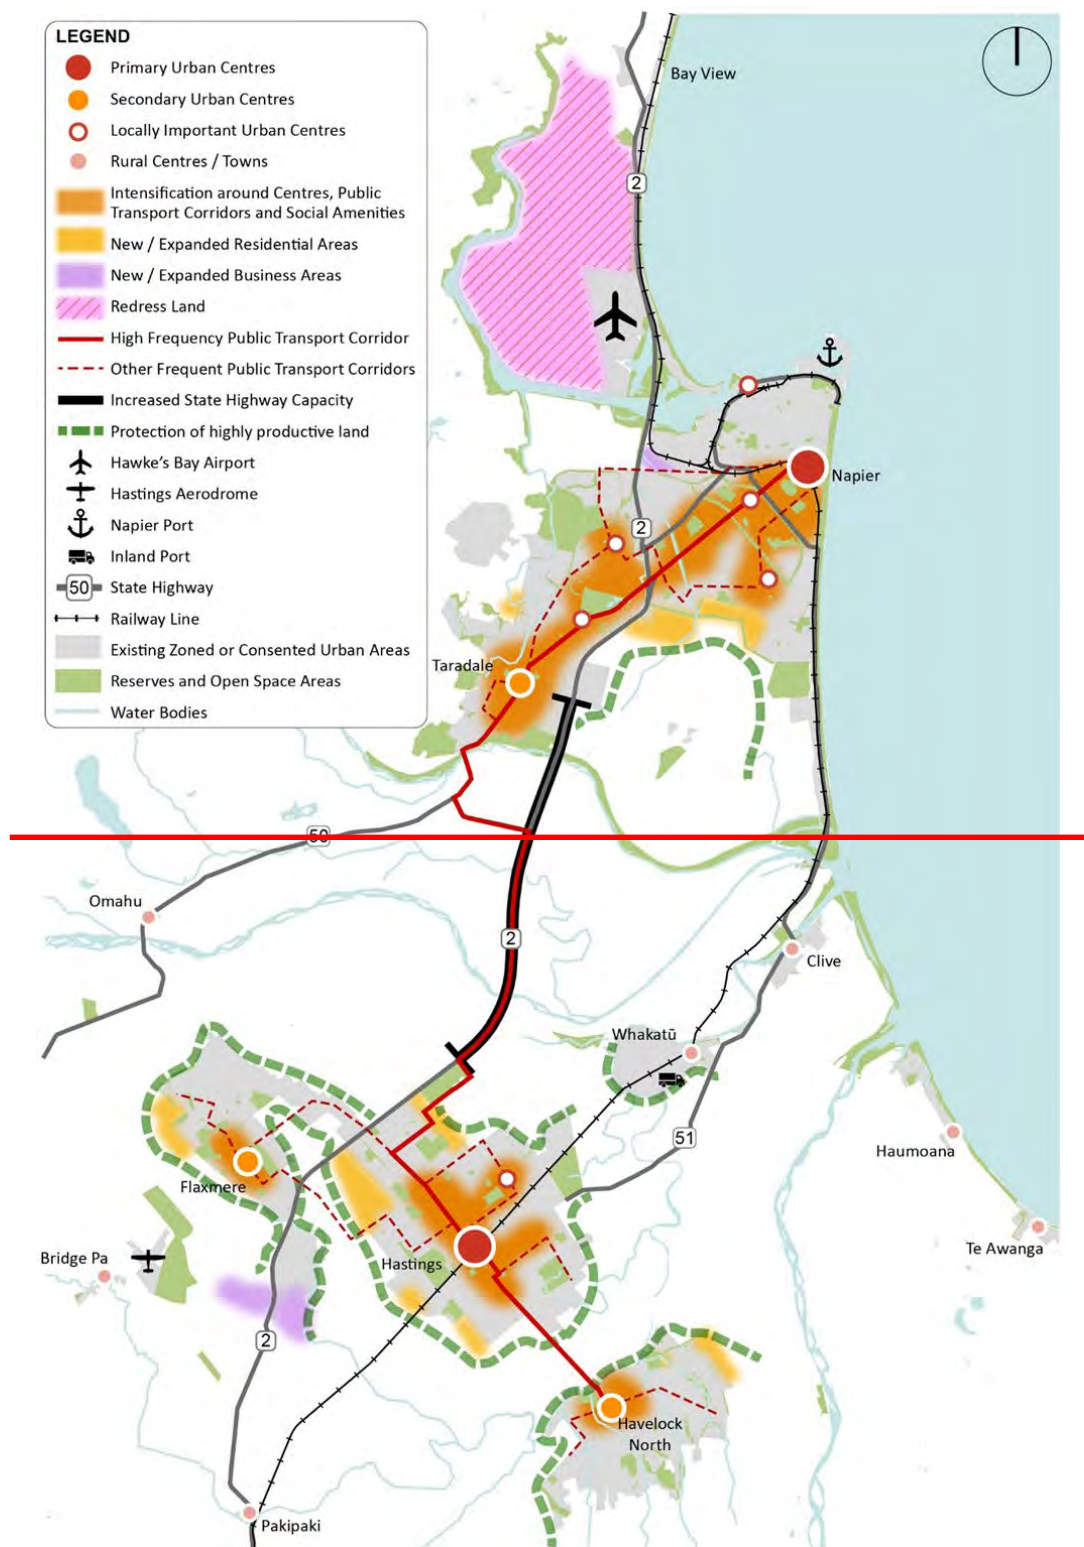 LEGEND
Primary Urban Centres
Secondary Urban Centres
Locally Important Urban Centres
Rural Centres / Towns
Intensification around Centres, Public
Transport Corridors and Social Amenities
New / Expanded Residential Areas
New / Expanded Business Areas
Redress Land
High Frequency Public Transport Corridor
Other Frequent Public Transport Corridors
Increased State Highway Capacity
Protection of highly productive land
Hawke's Bay Airport
Hastings Aerodrome
Napier Port
Inland Port
50 State Highway
Railway Line
Existing Zoned or Consented Urban Areas
Reserves and Open Space Areas
Water Bodies
Bay View
2
Napier
2
Taradale
50
Omahu
2
Clive
Whakatū
51
Haumoana
Flaxmere
Te Awanga
Bridge Pa
Hastings
2
Havelock
North
Pakipaki